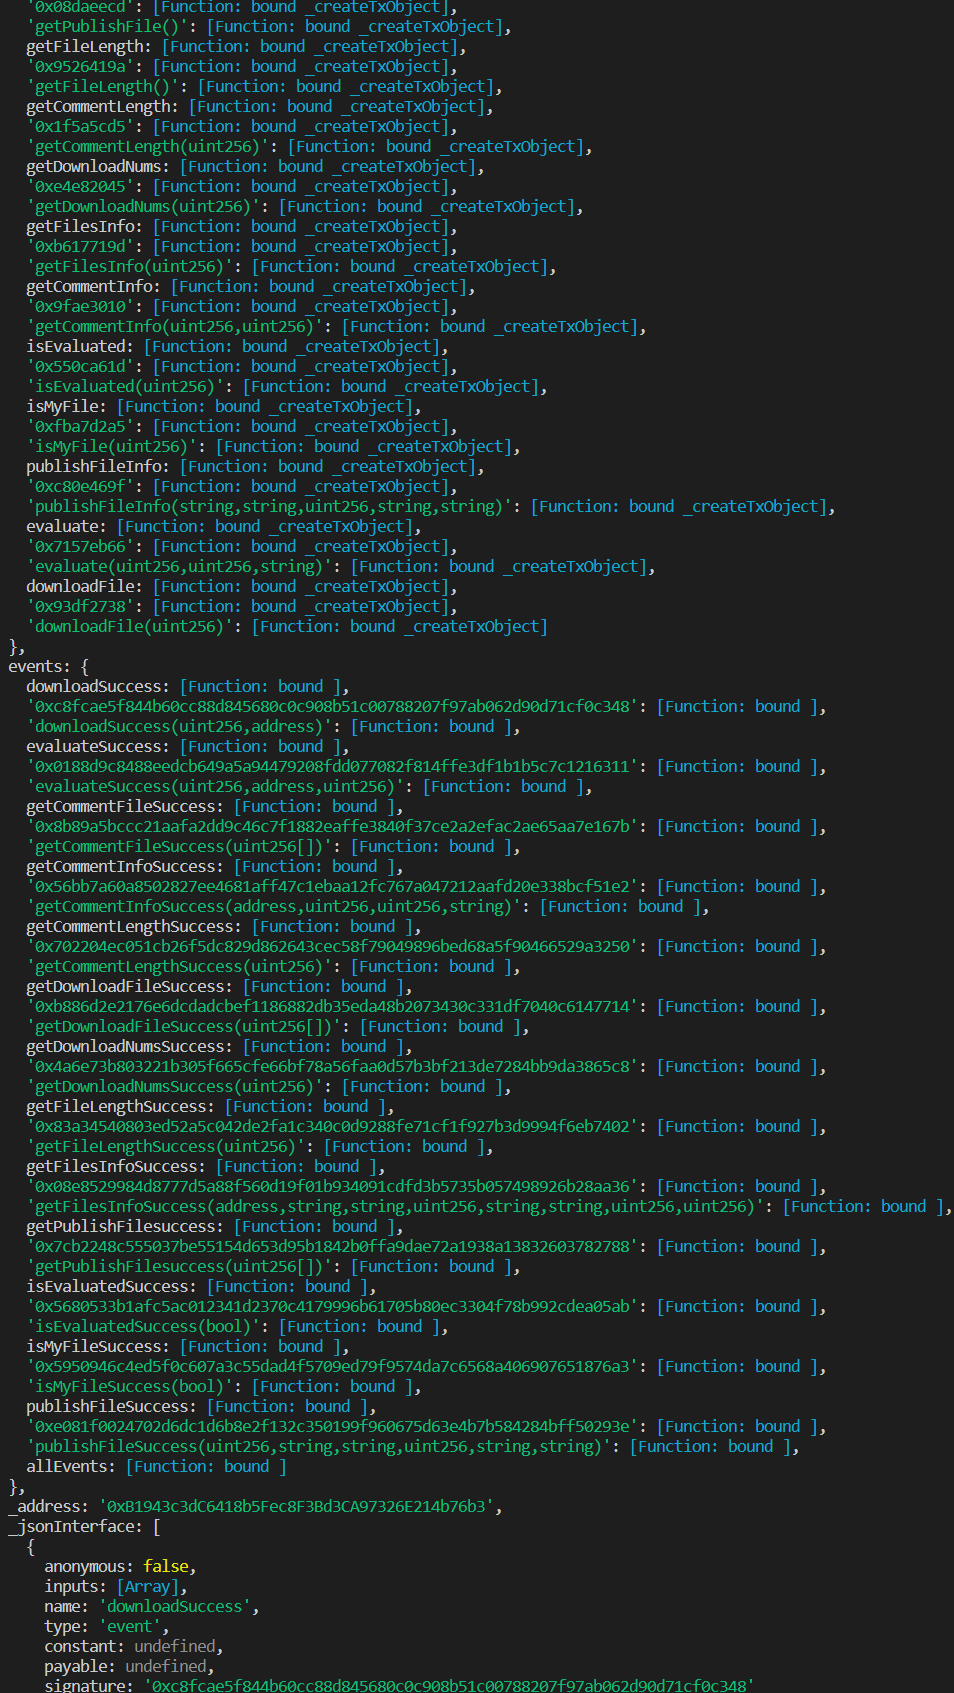 '0x08daeecd': [Function: bound _createTxObject],
'getPublishFile()': [Function: bound _createTxObject],
getFileLength: [Function: bound _createTxObject],
'0x9526419a': [Function: bound _createTxObject],
'getFileLength()': [Function: bound _createTxObject],
getCommentLength: [Function: bound _createTxObject],
'0x1f5a5cd5': [Function: bound _createTxObject],
'getCommentLength(uint256)': [Function: bound _createTxObject],
getDownloadNums: [Function: bound _createTxObject],
'0xe4e82045': [Function: bound _createTxObject],
'getDownloadNums(uint256)': [Function: bound _createTxObject],
getFilesInfo: [Function: bound _createTxObject],
'0xb617719d': [Function: bound _createTxObject],
'getFilesInfo(uint256)': [Function: bound _createTxObject],
getCommentInfo: [Function: bound _createTxObject],
'0x9fae3010': [Function: bound _createTxObject],
'getCommentInfo(uint256,uint256)': [Function: bound _createTxObject],
isEvaluated: [Function: bound _createTxObject],
'0x550ca61d': [Function: bound _createTxObject],
'isEvaluated(uint256)': [Function: bound _createTxObject],
isMyFile: [Function: bound _createTxObject],
'0xfba7d2a5': [Function: bound _createTxObject],
'isMyFile(uint256)': [Function: bound _createTxObject],
publishFileInfo: [Function: bound _createTxObject],
'0xc80e469f': [Function: bound _createTxObject],
'publishFileInfo(string,string,uint256,string,string)': [Function: bound _createTxObject],
evaluate: [Function: bound _createTxObject],
'0x7157eb66': [Function: bound _createTxObject],
'evaluate(uint256,uint256,string)': [Function: bound _createTxObject],
downloadFile: [Function: bound _createTxObject],
'0x93df2738': [Function: bound _createTxObject],
'downloadFile(uint256)': [Function: bound _createTxObject]
},
events: {
downloadSuccess: [Function: bound ],
'0xc8fcae5f844b60cc88d845680c0c908b51c00788207f97ab062d90d71cf0c348': [Function: bound ],
'downloadSuccess(uint256,address)': [Function: bound ],
evaluateSuccess: [Function: bound ],
'0x0188d9c8488eedcb649a5a94479208fdd077082f814ffe3df1b1b5c7c1216311': [Function: bound ],
'evaluateSuccess(uint256,address,uint256)': [Function: bound ],
getCommentFileSuccess: [Function: bound ],
'0x8b89a5bccc21aafa2dd9c46c7f1882eaffe3840f37ce2a2efac2ae65aa7e167b': [Function: bound ],
'getCommentFileSuccess(uint256[])': [Function: bound ],
getCommentInfoSuccess: [Function: bound ],
'0x56bb7a60a8502827ee4681aff47c1ebaa12fc767a047212aafd20e338bcf51e2': [Function: bound ],
'getCommentInfoSuccess(address,uint256,uint256,string)': [Function: bound ],
getCommentLengthSuccess: [Function: bound ],
'0x702204ec051cb26f5dc829d862643cec58f79049896bed68a5f90466529a3250': [Function: bound ],
'getCommentLengthSuccess(uint256)': [Function: bound ],
getDownloadFileSuccess: [Function: bound ],
'0xb886d2e2176e6dcdadcbef1186882db35eda48b2073430c331df7040c6147714': [Function: bound ],
'getDownloadFileSuccess(uint256[])': [Function: bound ],
getDownloadNumsSuccess: [Function: bound ],
'0x4a6e73b803221b305f665cfe66bf78a56faa0d57b3bf213de7284bb9da3865c8': [Function: bound ],
'getDownloadNumsSuccess(uint256)': [Function: bound ],
getFileLengthSuccess: [Function: bound ],
'0x83a34540803ed52a5c042de2fa1c340c0d9288fe71cf1f927b3d9994f6eb7402': [Function: bound ],
'getFileLengthSuccess(uint256)': [Function: bound ],
getFilesInfoSuccess: [Function: bound ],
'0x08e8529984d8777d5a88f560d19f01b934091cdfd3b5735b057498926b28aa36': [Function: bound ],
'getFilesInfoSuccess(address,string,string,uint256,string,string,uint256,uint256)': [Function: bound ],
getPublishFilesuccess: [Function: bound ],
'0x7cb2248c555037be55154d653d95b1842b0ffa9dae72a1938a13832603782788': [Function: bound ],
'getPublishFilesuccess(uint256[])': [Function: bound ],
isEvaluatedSuccess: [Function: bound ],
'0x5680533b1afc5ac012341d2370c4179996b61705b80ec3304f78b992cdea05ab': [Function: bound ],
'isEvaluatedSuccess(bool)': [Function: bound ],
isMyFileSuccess: [Function: bound ],
'0x5950946c4ed5f0c607a3c55dad4f5709ed79f9574da7c6568a406907651876a3': [Function: bound ],
'isMyFileSuccess(bool)': [Function: bound ],
publishFileSuccess: [Function: bound ],
'0xe081f0024702d6dc1d6b8e2f132c350199f960675d63e4b7b584284bff50293e': [Function: bound ],
'publishFileSuccess(uint256,string,string,uint256,string,string)': [Function: bound ],
allEvents: [Function: bound ]
},
_address: '0xB1943c3dC6418b5Fec8F3Bd3CA97326E214b76b3',
_jsonInterface: [
{
anonymous: false,
inputs: [Array],
name: 'downloadSuccess',
type: 'event',
constant: undefined,
payable: undefined,
signature: '0xc8fcae5f844b60cc88d845680c0c908b51c00788207f97ab062d90d71cf0c348'